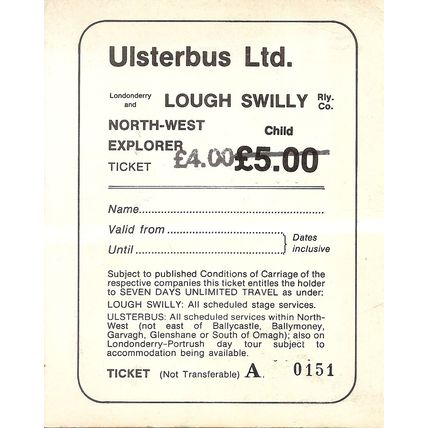 Ulsterbus Ltd.
Londonderry and LOUGH SWILLY Rly. Co.
NORTH-WEST
EXPLORER Child
TICKET £4.00 £5.00
Name...............................................................
Valid from .......................................... } Dates
Until.................................................... } inclusive
Subject to published Conditions of Carriage of the
respective companies this ticket entitles the holder
to SEVEN DAYS UNLIMITED TRAVEL as under:
LOUGH SWILLY: All scheduled stage services.
ULSTERBUS: All scheduled services within North-
West (not east of Ballycastle, Ballymoney,
Garvagh, Glenshane or South of Omagh); also on
Londonderry-Portrush day tour subject to
accommodation being available.
TICKET (Not Transferable) A. 0151